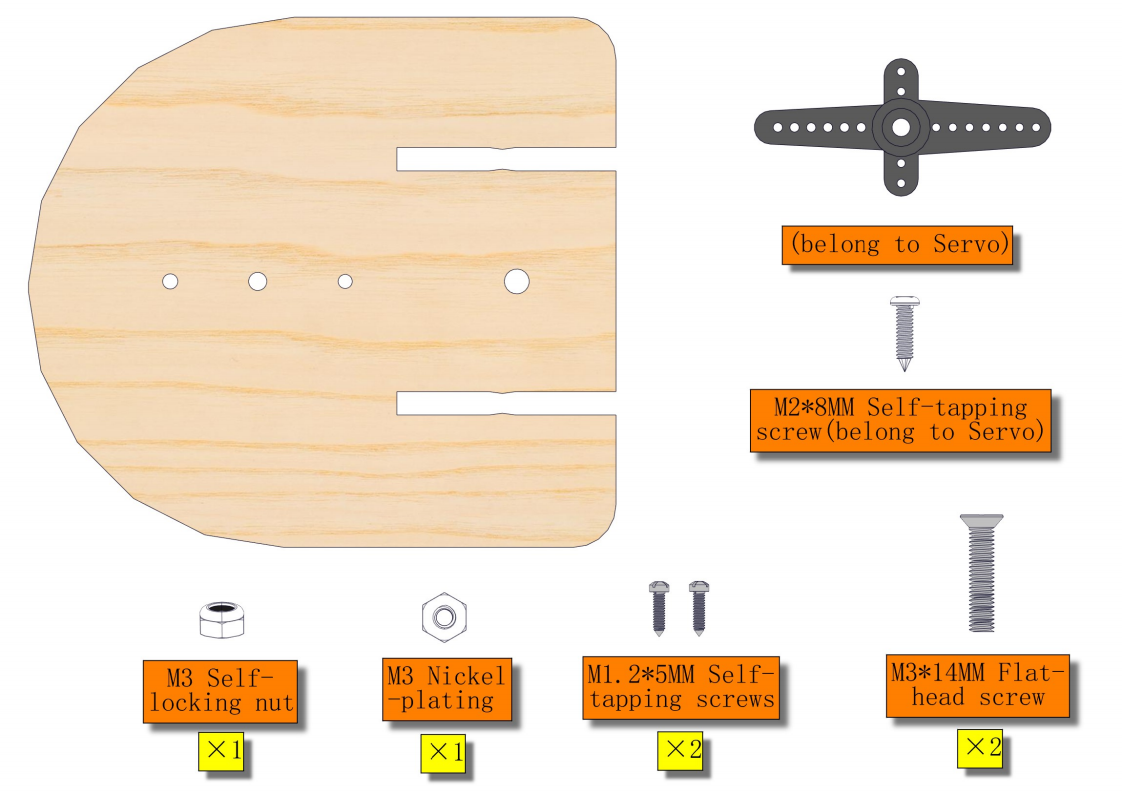 (belong to Servo)
M2*8MM Self-tapping
screw(belong to Servo)
M3 Self-
locking nut
×1
M3 Nickel
-plating
×1
M1.2*5MM Self-
tapping screws
×2
M3*14MM Flat-
head screw
×2